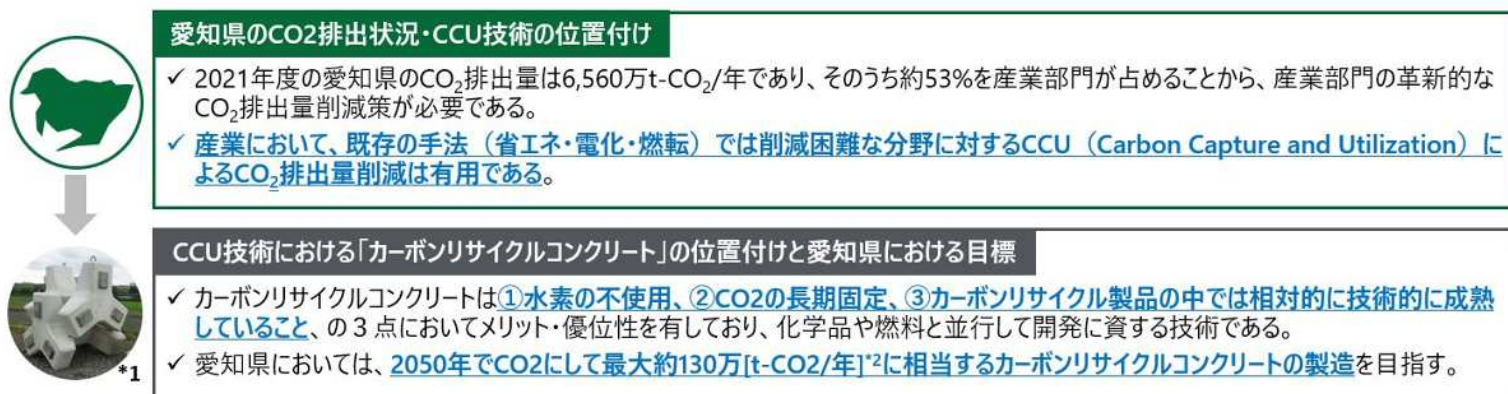 愛知県のCO2排出状況・CCU技術の位置付け
✓ 2021年度の愛知県のCO₂排出量は6,560万t-CO₂/年であり、そのうち約53%を産業部門が占めることから、産業部門の革新的な
CO₂排出量削減策が必要である。
✓ 産業において、既存の手法（省エネ・電化・燃転）では削減困難な分野に対するCCU（Carbon Capture and Utilization）に
よるCO₂排出量削減は有用である。
CCU技術における「カーボンリサイクルコンクリート」の位置付けと愛知県における目標
✓ カーボンリサイクルコンクリートは①水素の不使用、②CO2の長期固定、③カーボンリサイクル製品の中では相対的に技術的に成熟
していること、の３点においてメリット・優位性を有しており、化学品や燃料と並行して開発に資する技術である。
✓ 愛知県においては、2050年でCO2にして最大約130万[t-CO2/年]*2に相当するカーボンリサイクルコンクリートの製造を目指す。
*1